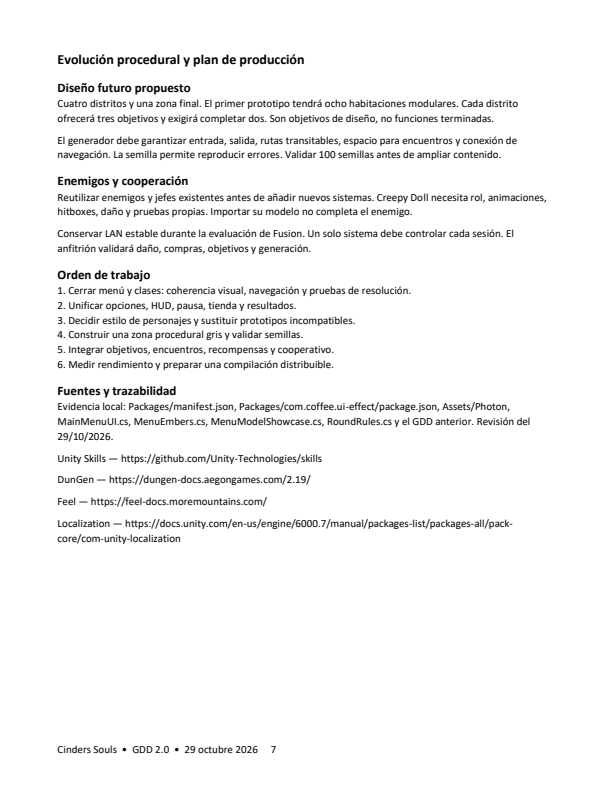 Evolución procedural y plan de producción
Diseño futuro propuesto
Cuatro distritos y una zona final. El primer prototipo tendrá ocho habitaciones modulares. Cada distrito
ofrecerá tres objetivos y exigirá completar dos. Son objetivos de diseño, no funciones terminadas.
El generador debe garantizar entrada, salida, rutas transitables, espacio para encuentros y conexión de
navegación. La semilla permite reproducir errores. Validar 100 semillas antes de ampliar contenido.
Enemigos y cooperación
Reutilizar enemigos y jefes existentes antes de añadir nuevos sistemas. Creepy Doll necesita rol, animaciones,
hitboxes, daño y pruebas propias. Importar su modelo no completa el enemigo.
Conservar LAN estable durante la evaluación de Fusion. Un solo sistema debe controlar cada sesión. El
anfitrión validará daño, compras, objetivos y generación.
Orden de trabajo
1. Cerrar menú y clases: coherencia visual, navegación y pruebas de resolución.
2. Unificar opciones, HUD, pausa, tienda y resultados.
3. Decidir estilo de personajes y sustituir prototipos incompatibles.
4. Construir una zona procedural gris y validar semillas.
5. Integrar objetivos, encuentros, recompensas y cooperativo.
6. Medir rendimiento y preparar una compilación distribuible.
Fuentes y trazabilidad
Evidencia local: Packages/manifest.json, Packages/com.coffee.ui-effect/package.json, Assets/Photon,
MainMenuUI.cs, MenuEmbers.cs, MenuModelShowcase.cs, RoundRules.cs y el GDD anterior. Revisión del
29/10/2026.
Unity Skills — https://github.com/Unity-Technologies/skills
DunGen — https://dungen-docs.aegongames.com/2.19/
Feel — https://feel-docs.moremountains.com/
Localization — https://docs.unity.com/en-us/engine/6000.7/manual/packages-list/packages-all/pack-
core/com-unity-localization
Cinders Souls • GDD 2.0 • 29 octubre 2026 7